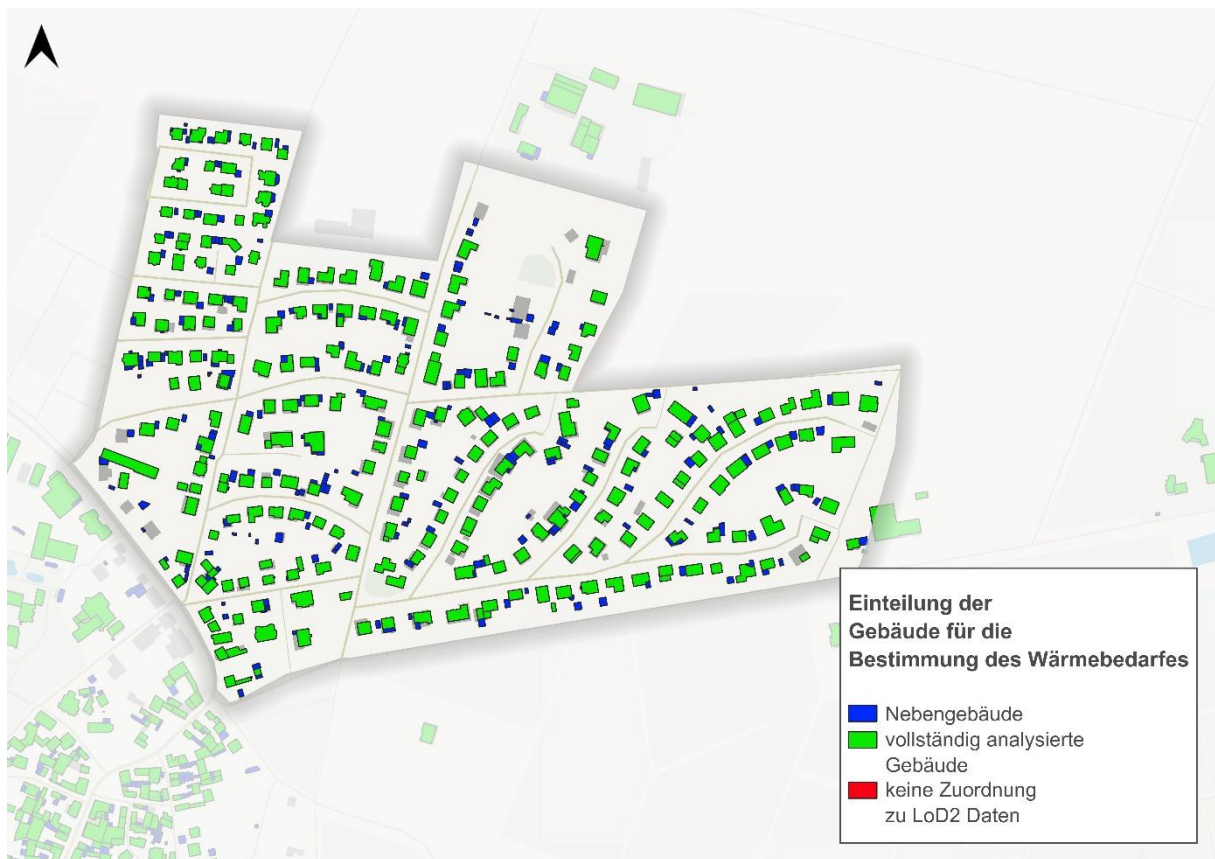 Einteilung der
Gebäude für die
Bestimmung des Wärmebedarfes
Nebengebäude
vollständig analysierte
Gebäude
keine Zuordnung
zu LoD2 Daten